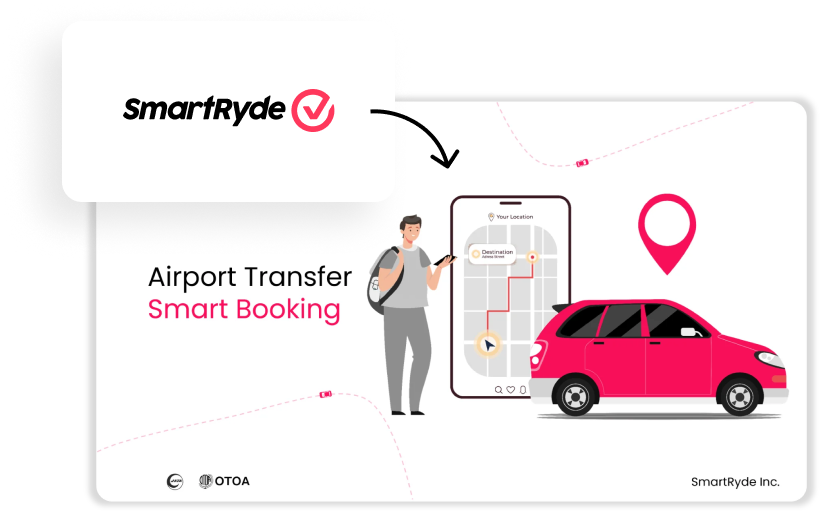 SmartRyde
Your Location
Destination
Airport Transfer
Smart Booking
OTOA
SmartRyde Inc.